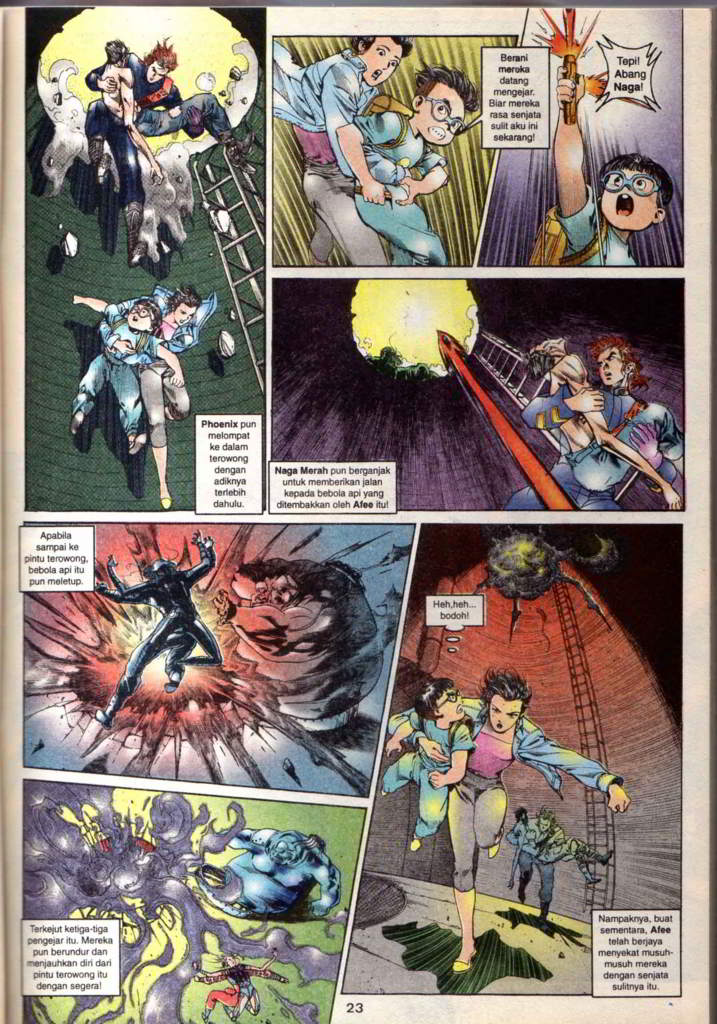 Phoenix pun
melompat
ke dalam
terowong
dengan
adiknya
terlebih
dahulu.
Berani
mereka
datang
mengejar.
Biar mereka
rasa senjata
sulit aku ini
sekarang!
Tepi!
Abang
Naga!
Naga Merah pun berganjak
untuk memberikan jalan
kepada bebola api yang
ditembakkan oleh Afee itu!
Apabila
sampai ke
pintu terowong,
bebola api itu
pun meletup.
Heh,heh...
bodoh!
Terkejut ketiga-tiga
pengejar itu. Mereka
pun berundur dan
menjauhkan diri dari
pintu terowong itu
dengan segera!
Nampaknya, buat
sementara, Afee
telah berjaya
menyekat musuh-
musuh mereka
dengan senjata
sulitnya itu.
23